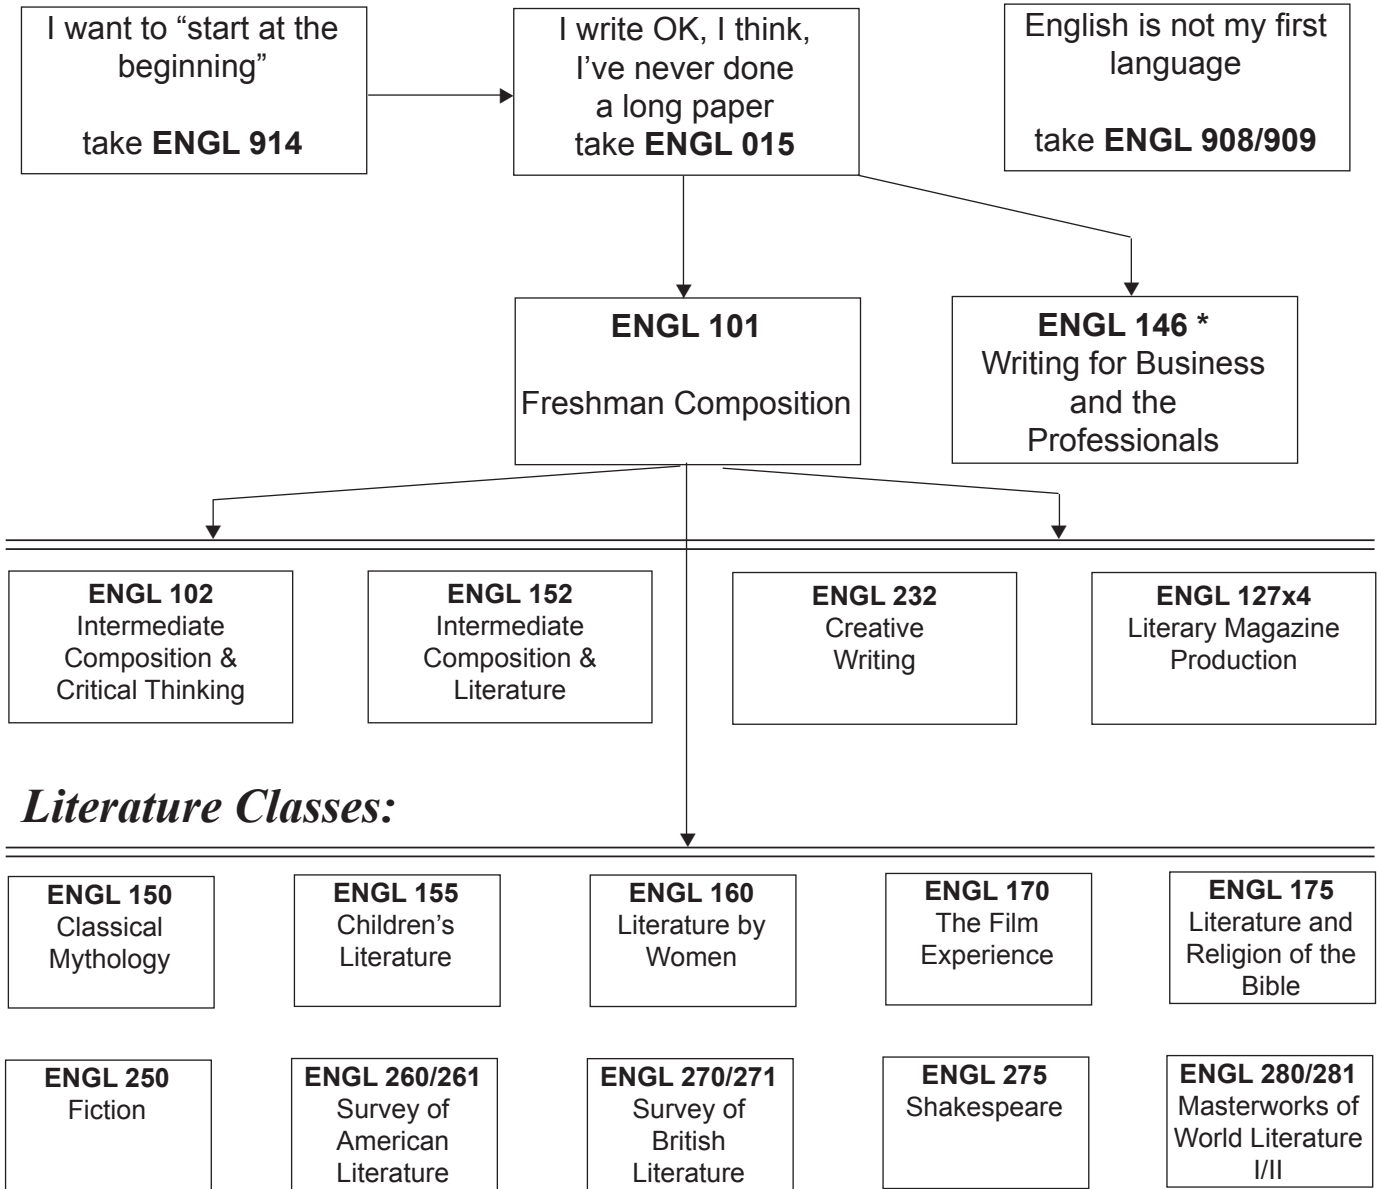 I want to “start at the
beginning”
take ENGL 914
I write OK, I think,
I’ve never done
a long paper
take ENGL 015
English is not my first
language
take ENGL 908/909
ENGL 101
Freshman Composition
ENGL 146 *
Writing for Business
and the
Professionals
ENGL 102
Intermediate
Composition &
Critical Thinking
ENGL 152
Intermediate
Composition &
Literature
ENGL 232
Creative
Writing
ENGL 127x4
Literary Magazine
Production
Literature Classes:
ENGL 150
Classical
Mythology
ENGL 155
Children’s
Literature
ENGL 160
Literature by
Women
ENGL 170
The Film
Experience
ENGL 175
Literature and
Religion of the
Bible
ENGL 250
Fiction
ENGL 260/261
Survey of
American
Literature
ENGL 270/271
Survey of
British
Literature
ENGL 275
Shakespeare
ENGL 280/281
Masterworks of
World Literature
I/II